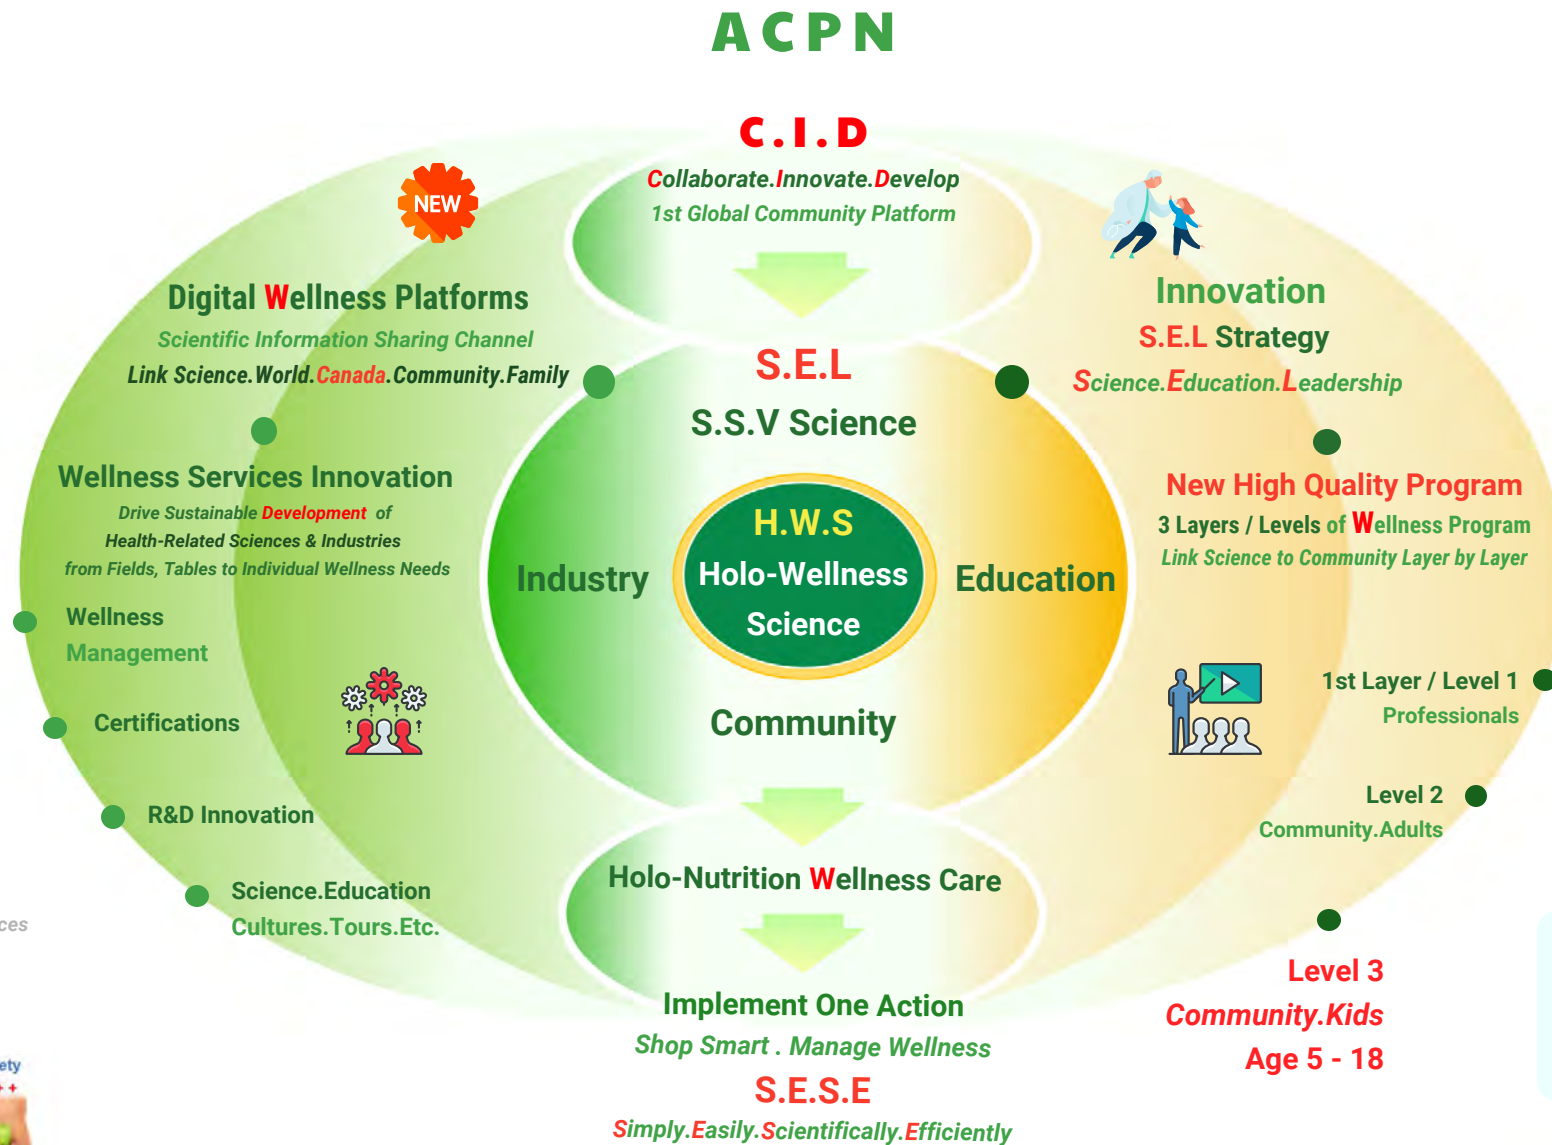 ACPN
C.I.D
Collaborate.Innovate.Develop
1st Global Community Platform
NEW
Digital Wellness Platforms
Scientific Information Sharing Channel
Link Science.World.Canada.Community.Family
Wellness Services Innovation
Drive Sustainable Development of
Health-Related Sciences & Industries
from Fields, Tables to Individual Wellness Needs
Wellness
Management
Certifications
R&D Innovation
Science.Education
Cultures.Tours.Etc.
S.E.L
S.S.V Science
H.W.S
Holo-Wellness
Science
Industry
Education
Community
Holo-Nutrition Wellness Care
Implement One Action
Shop Smart . Manage Wellness
S.E.S.E
Simply.Easily.Scientifically.Efficiently
Innovation
S.E.L Strategy
Science.Education.Leadership
New High Quality Program
3 Layers / Levels of Wellness Program
Link Science to Community Layer by Layer
1st Layer / Level 1
Professionals
Level 2
Community.Adults
Level 3
Community.Kids
Age 5 - 18